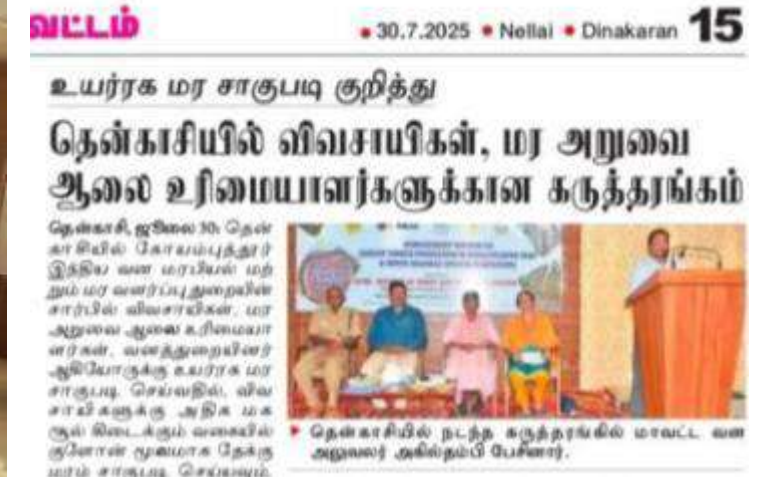 வட்டம்
• 30.7.2025 • Nellai • Dinakaran 15
உயர்ரக மர சாகுபடி குறித்து
தென்காசியில் விவசாயிகள், மர அறுவை
ஆலை உரிமையாளர்களுக்கான கருத்தரங்கம்
தென்காசி, ஜூலை 30: தென்
காசியில் கோயம்புத்தூர்
இந்திய வன மரபியல் மற்
றும் மர வளர்ப்பு துறையின்
சார்பில் விவசாயிகள், மர
அறுவை ஆலை உரிமையா
ளர்கள், வனத்துறையினர்
ஆகியோருக்கு உயர்ரக மர
சாகுபடி செய்வதில், விவ
சாயிகளுக்கு அதிக மக
சூல் கிடைக்கும் வகையில்
குளோன் மூலமாக தேக்கு
மரம் சாகுபடி செய்யவும்,
தென்காசியில் நடந்த கருத்தரங்கில் மாவட்ட வன
அலுவலர் அகில்தம்பி பேசினார்.